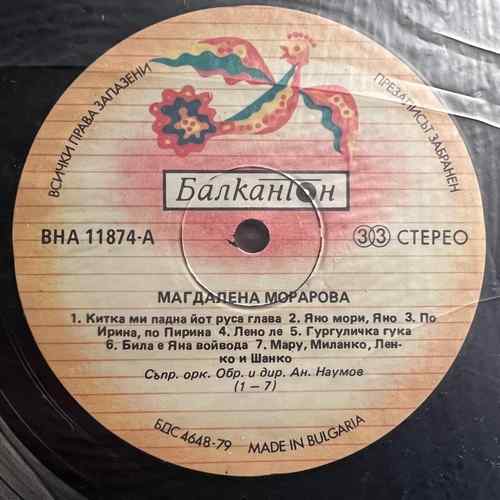 ВСИЧКИ ПРАВА ЗАПАЗЕНИ
ПРЕЗАПИСЪТ ЗАБРАНЕН
Балкантон
ВНА 11874-А
33 СТЕРЕО
МАГДАЛЕНА МОРАРОВА
1. Китка ми падна йот руса глава 2. Яно мори, Яно 3. По
Ирина, по Пирина 4. Лено ле 5. Гургуличка гука
6. Била е Яна войвода 7. Мару, Миланко, Лен-
ко и Шанко
Съпр. орк. Обр. и дир. Ан. Наумов
(1 — 7)
БДС 4648-79 MADE IN BULGARIA